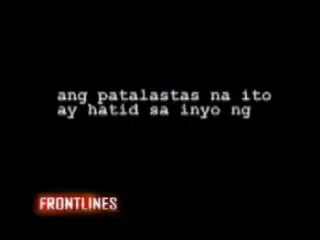 ang patalastas na ito
ay hatid sa inyo ng
FRONTLINES